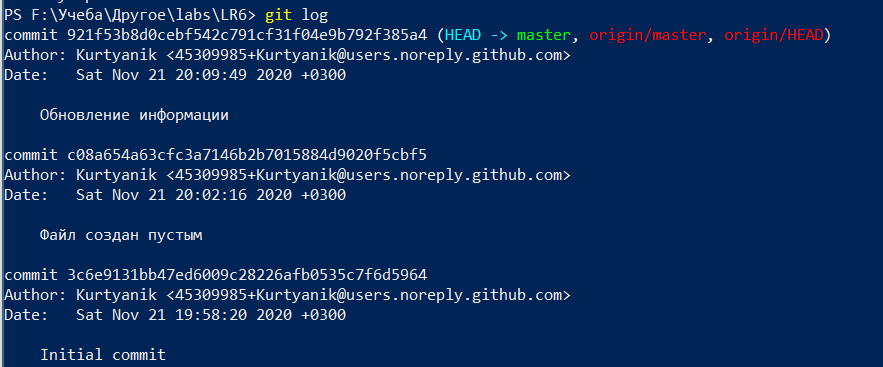 PS F:\Учеба\Другое\labs\LR6> git log
commit 921f53b8d0cebf542c791cf31f04e9b792f385a4 (HEAD -> master, origin/master, origin/HEAD)
Author: Kurtyanik <45309985+Kurtyanik@users.noreply.github.com>
Date:   Sat Nov 21 20:09:49 2020 +0300
Обновление информации
commit c08a654a63cfc3a7146b2b7015884d9020f5cbf5
Author: Kurtyanik <45309985+Kurtyanik@users.noreply.github.com>
Date:   Sat Nov 21 20:02:16 2020 +0300
Файл создан пустым
commit 3c6e9131bb47ed6009c28226afb0535c7f6d5964
Author: Kurtyanik <45309985+Kurtyanik@users.noreply.github.com>
Date:   Sat Nov 21 19:58:20 2020 +0300
Initial commit